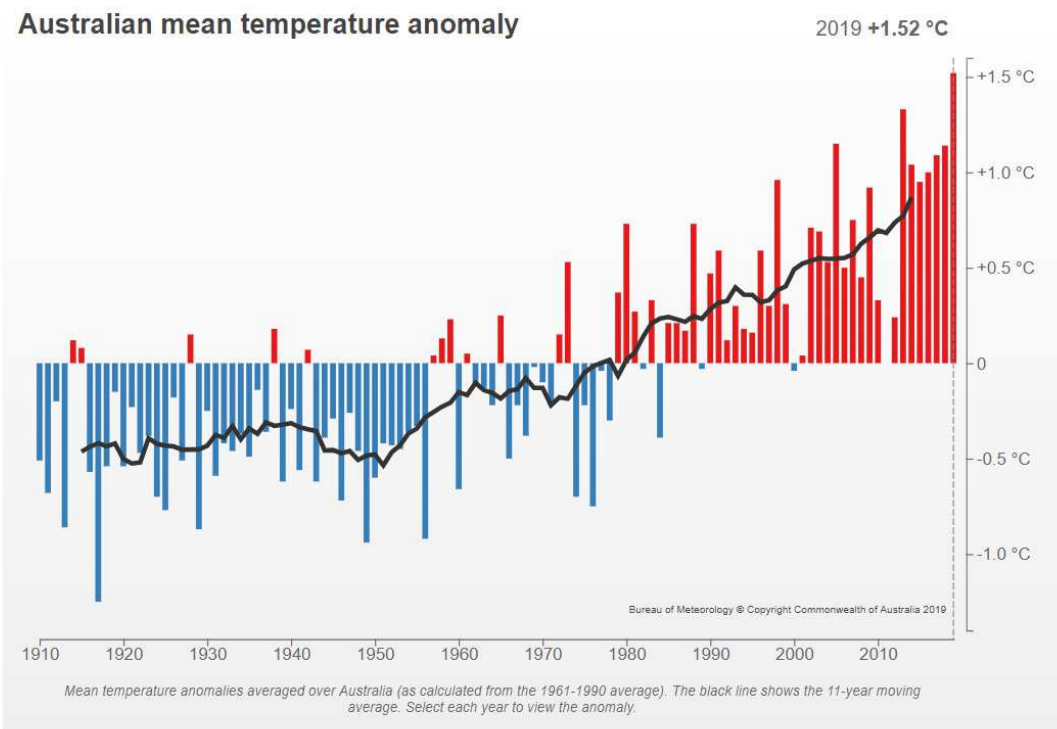 Australian mean temperature anomaly
2019 +1.52 °C
+1.5 °C
+1.0 °C
+0.5 °C
0
-0.5 °C
-1.0 °C
Bureau of Meteorology © Copyright Commonwealth of Australia 2019
1910 1920 1930 1940 1950 1960 1970 1980 1990 2000 2010
Mean temperature anomalies averaged over Australia (as calculated from the 1961-1990 average). The black line shows the 11-year moving
average. Select each year to view the anomaly.